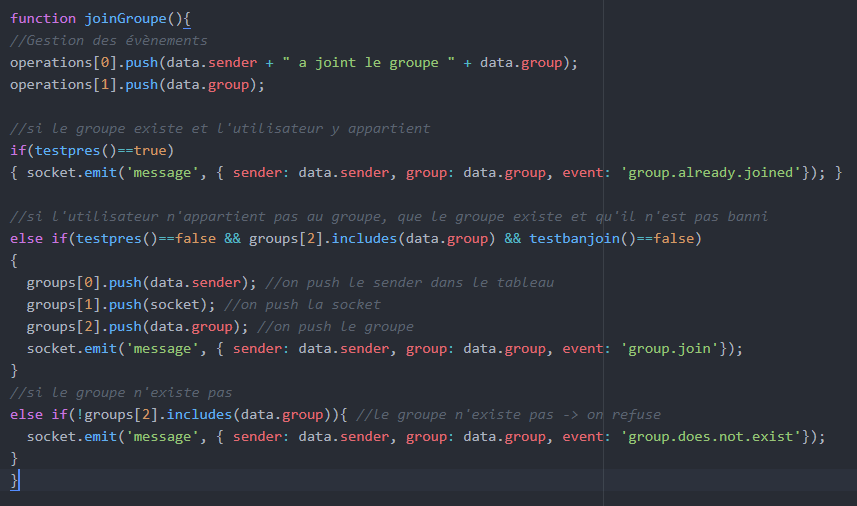 function joinGroupe(){
//Gestion des évènements
operations[0].push(data.sender + " a joint le groupe " + data.group);
operations[1].push(data.group);
//si le groupe existe et l'utilisateur y appartient
if(testpres()==true)
{ socket.emit('message', { sender: data.sender, group: data.group, event: 'group.already.joined'}); }
//si l'utilisateur n'appartient pas au groupe, que le groupe existe et qu'il n'est pas banni
else if(testpres()==false && groups[2].includes(data.group) && testbanjoin()==false)
{
groups[0].push(data.sender); //on push le sender dans le tableau
groups[1].push(socket); //on push la socket
groups[2].push(data.group); //on push le groupe
socket.emit('message', { sender: data.sender, group: data.group, event: 'group.join'});
}
//si le groupe n'existe pas
else if(!groups[2].includes(data.group)){ //le groupe n'existe pas -> on refuse
socket.emit('message', { sender: data.sender, group: data.group, event: 'group.does.not.exist'});
}
}